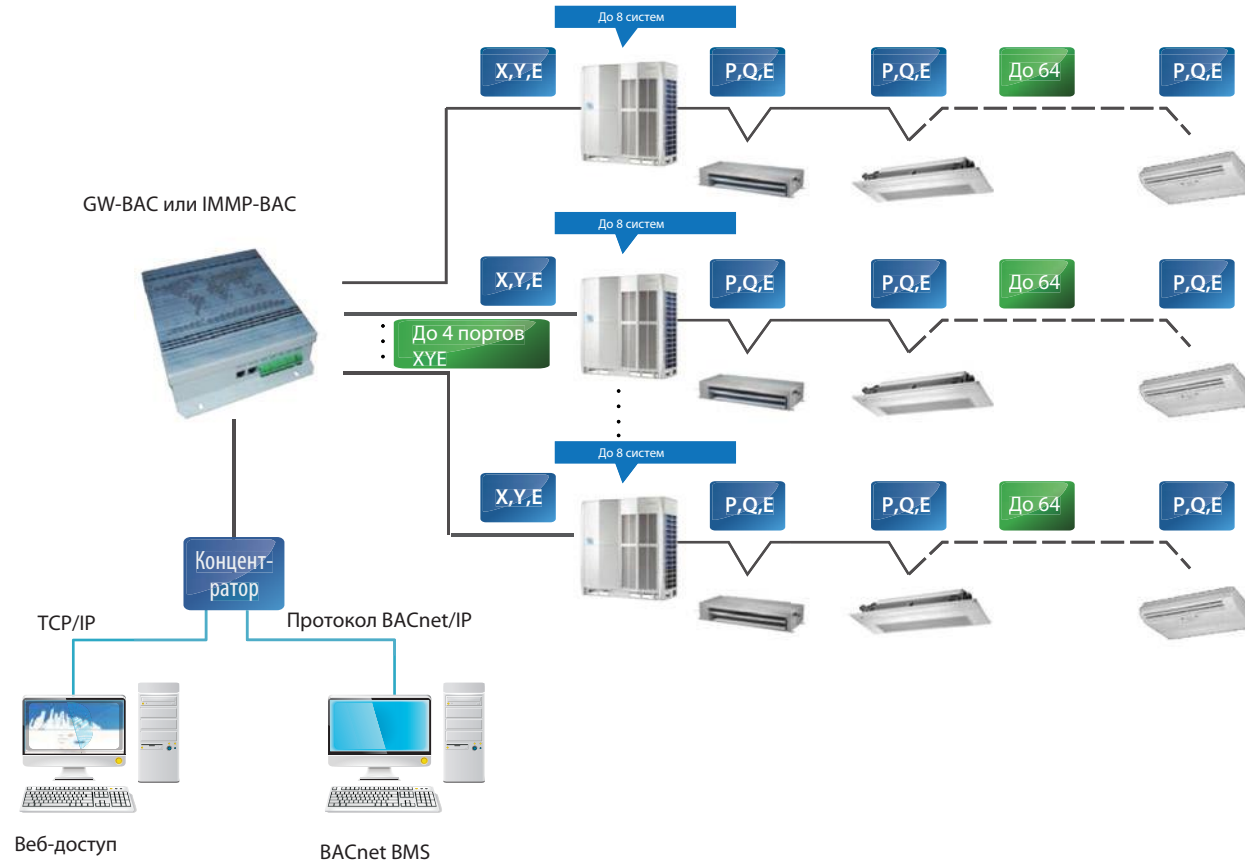 До 8 систем
X,Y,E
P,Q,E
P,Q,E
До 64
P,Q,E
GW-BAC или IMMP-BAC
До 8 систем
X,Y,E
P,Q,E
P,Q,E
До 64
P,Q,E
До 4 портов
XYE
До 8 систем
X,Y,E
P,Q,E
P,Q,E
До 64
P,Q,E
Концент-
ратор
TCP/IP
Протокол BACnet/IP
Веб-доступ
BACnet BMS